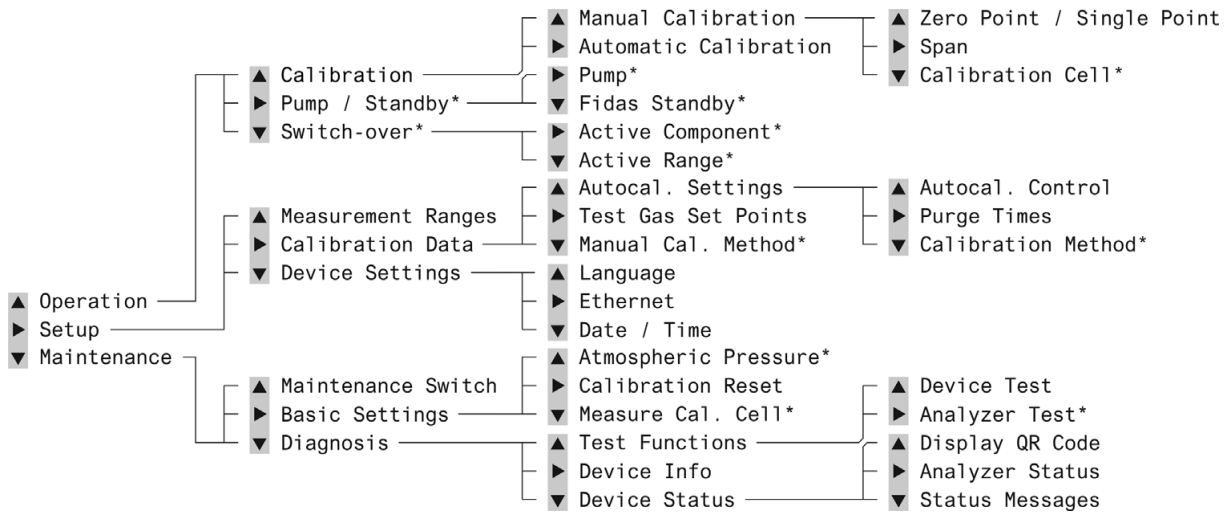 ▲ Manual Calibration
▲ Zero Point / Single Point
► Automatic Calibration
► Span
▲ Calibration
► Pump*
▼ Calibration Cell*
► Pump / Standby*
▼ Fidas Standby*
▼ Switch-over*
► Active Component*
▼ Active Range*
▲ Autocal. Settings
▲ Autocal. Control
▲ Measurement Ranges
► Test Gas Set Points
► Purge Times
► Calibration Data
▼ Manual Cal. Method*
▼ Calibration Method*
▼ Device Settings
▲ Language
▲ Operation
► Ethernet
► Setup
▼ Date / Time
▼ Maintenance
▲ Atmospheric Pressure*
▲ Maintenance Switch
► Calibration Reset
▲ Device Test
► Basic Settings
▼ Measure Cal. Cell*
► Analyzer Test*
▼ Diagnosis
▲ Test Functions
▲ Display QR Code
► Device Info
► Analyzer Status
▼ Device Status
▼ Status Messages